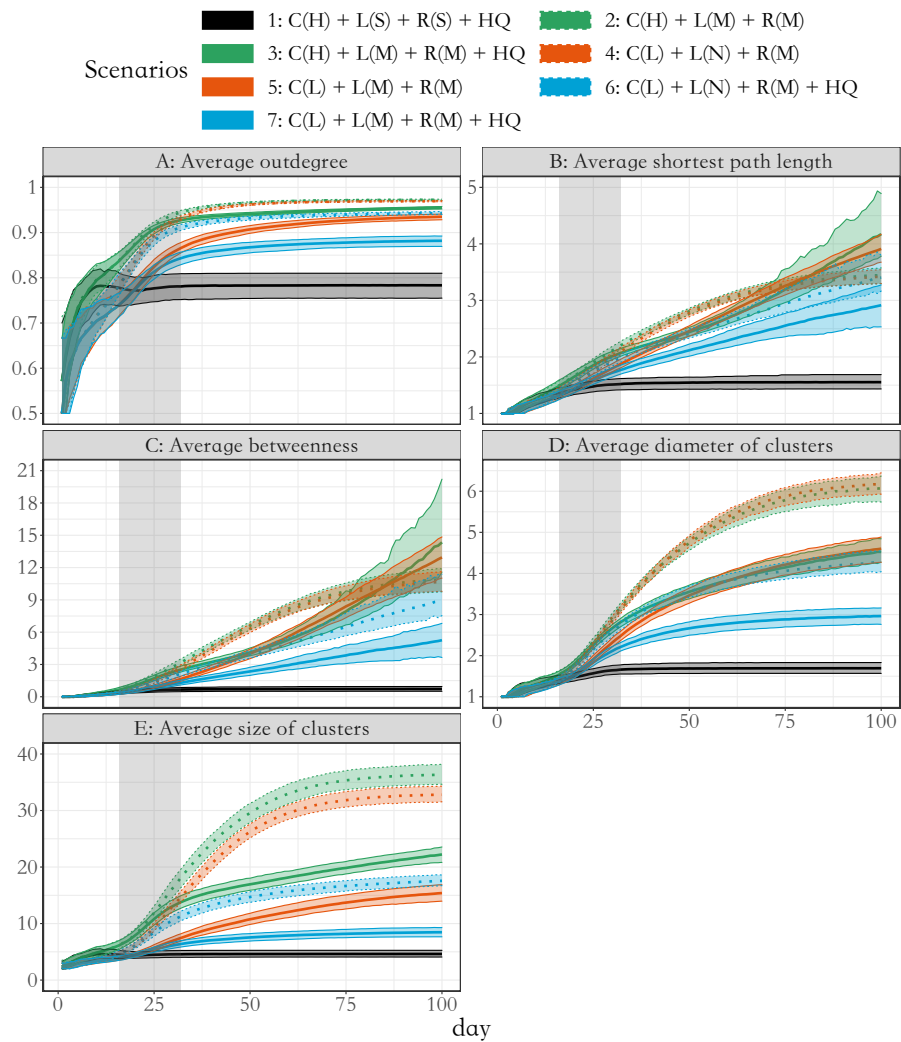 Scenarios
1: C(H) + L(S) + R(S) + HQ
2: C(H) + L(M) + R(M)
3: C(H) + L(M) + R(M) + HQ
4: C(L) + L(N) + R(M)
5: C(L) + L(M) + R(M)
6: C(L) + L(N) + R(M) + HQ
7: C(L) + L(M) + R(M) + HQ
A: Average outdegree
1
0.9
0.8
0.7
0.6
0.5
B: Average shortest path length
5
4
3
2
1
C: Average betweenness
21
18
15
12
9
6
3
0
D: Average diameter of clusters
6
5
4
3
2
1
0
25
50
75
100
E: Average size of clusters
40
30
20
10
0
0
25
50
75
100
day